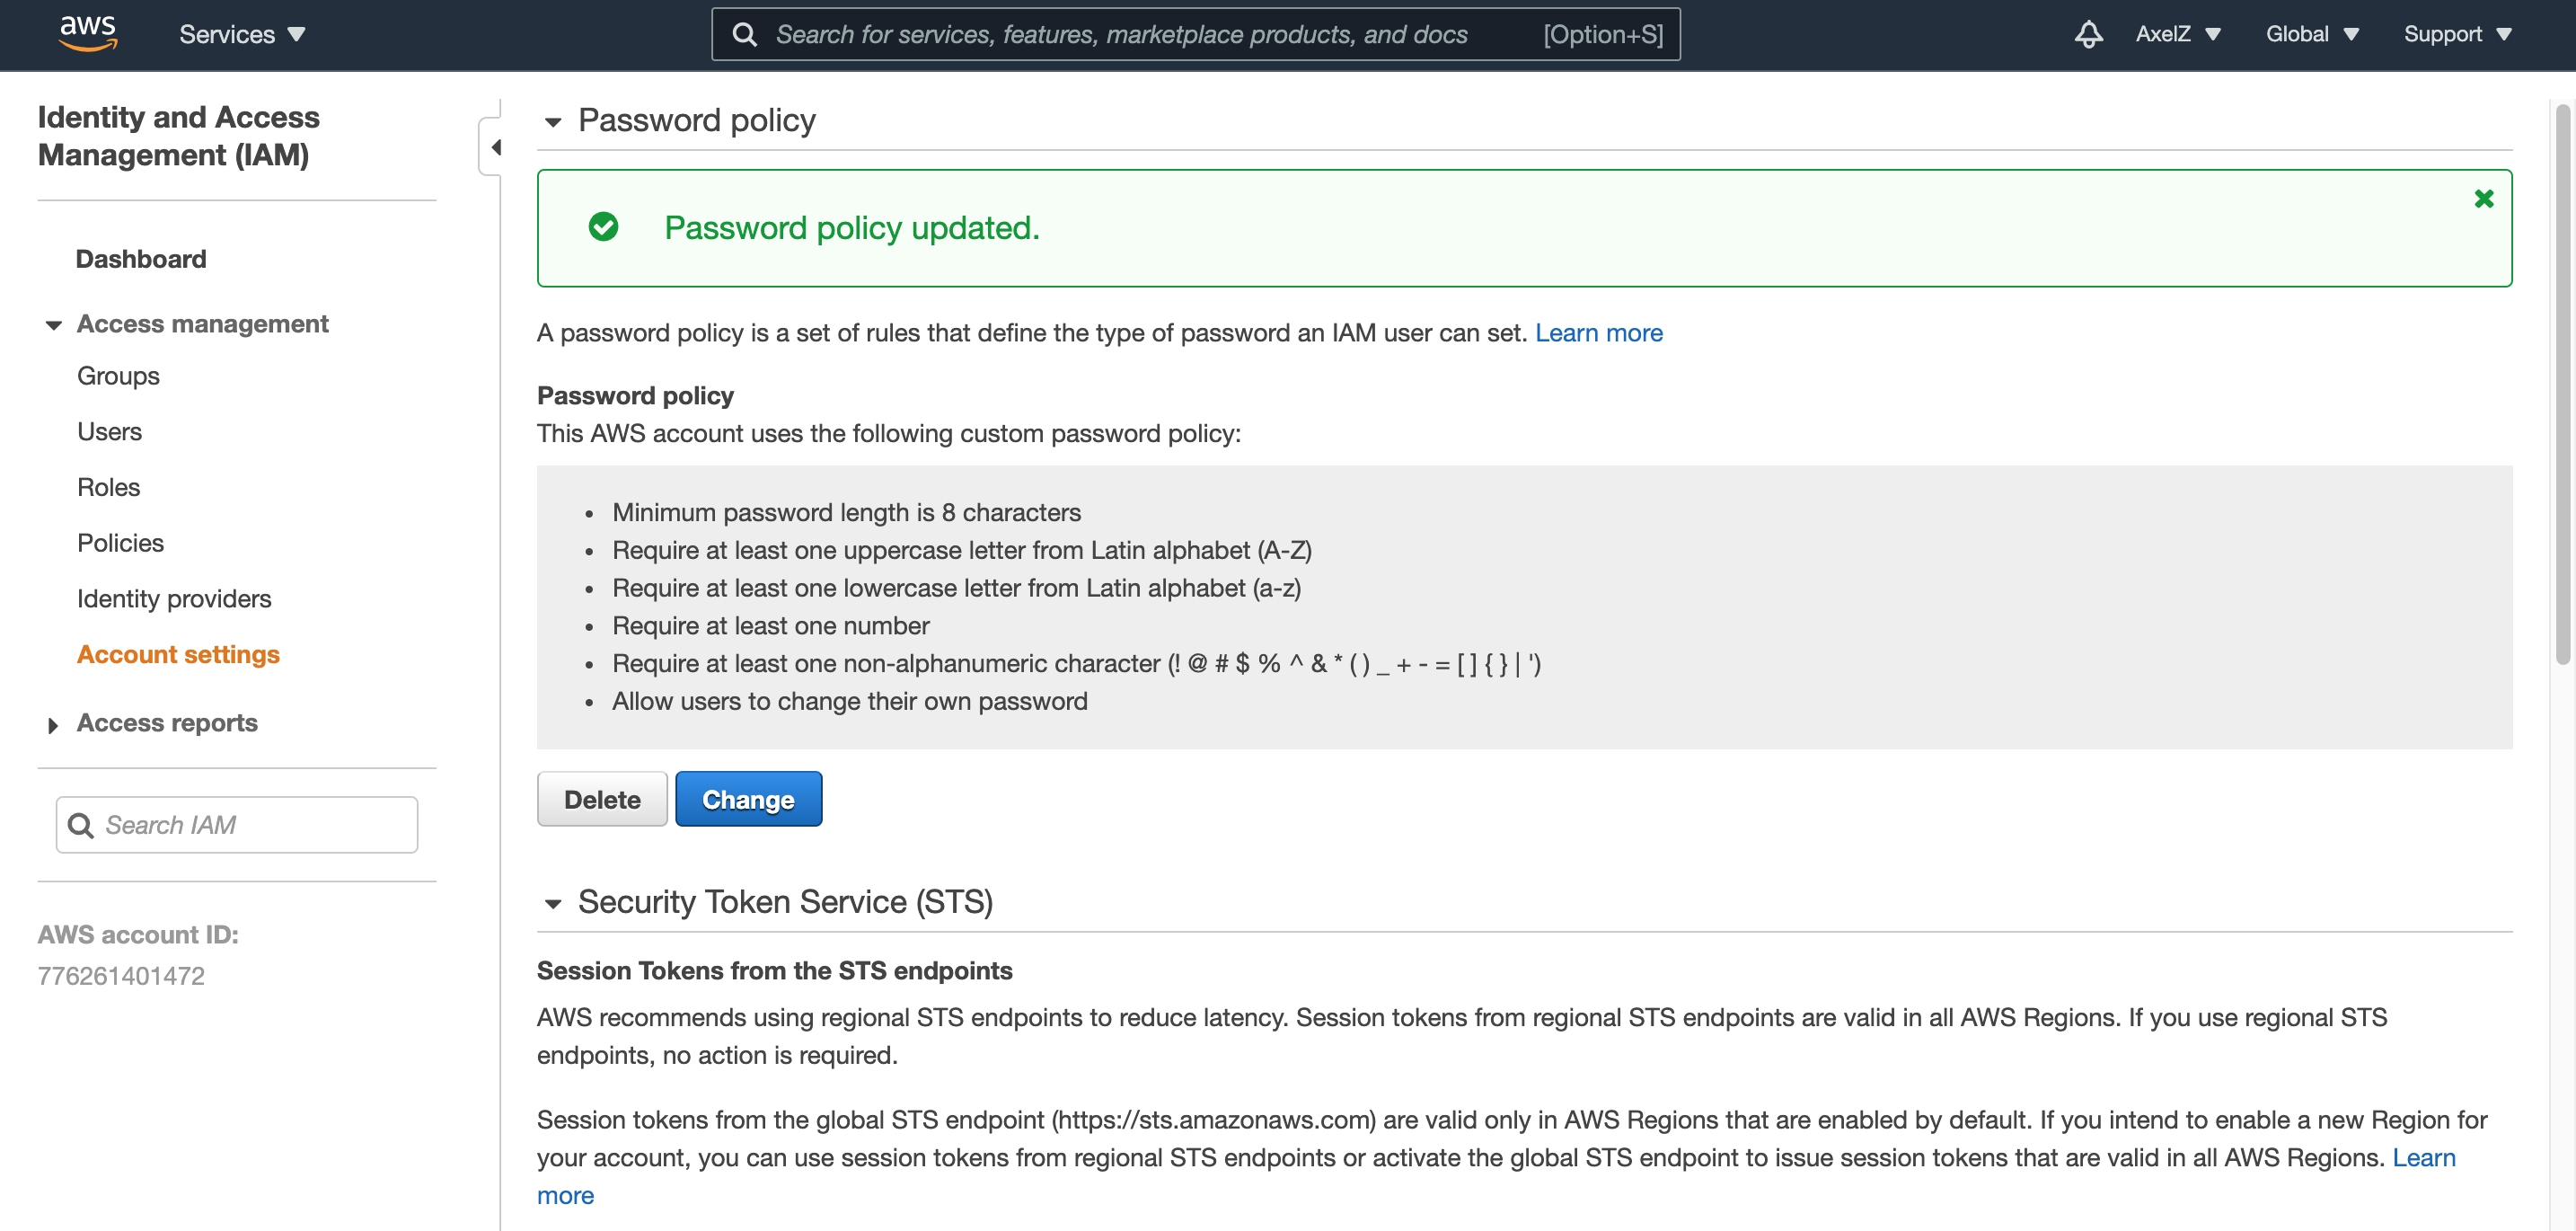 aws
Services
Search for services, features, marketplace products, and docs
[Option+S]
AxelZ
Global
Support
Identity and Access
Management (IAM)
Dashboard
Access management
Groups
Users
Roles
Policies
Identity providers
Account settings
Access reports
Search IAM
AWS account ID:
776261401472
Password policy
Password policy updated.
A password policy is a set of rules that define the type of password an IAM user can set. Learn more
Password policy
This AWS account uses the following custom password policy:
• Minimum password length is 8 characters
• Require at least one uppercase letter from Latin alphabet (A-Z)
• Require at least one lowercase letter from Latin alphabet (a-z)
• Require at least one number
• Require at least one non-alphanumeric character (! @ # $ % ^ & * ( ) _ + - = [ ] { } | ')
• Allow users to change their own password
Delete
Change
Security Token Service (STS)
Session Tokens from the STS endpoints
AWS recommends using regional STS endpoints to reduce latency. Session tokens from regional STS endpoints are valid in all AWS Regions. If you use regional STS
endpoints, no action is required.
Session tokens from the global STS endpoint (https://sts.amazonaws.com) are valid only in AWS Regions that are enabled by default. If you intend to enable a new Region for
your account, you can use session tokens from regional STS endpoints or activate the global STS endpoint to issue session tokens that are valid in all AWS Regions. Learn
more